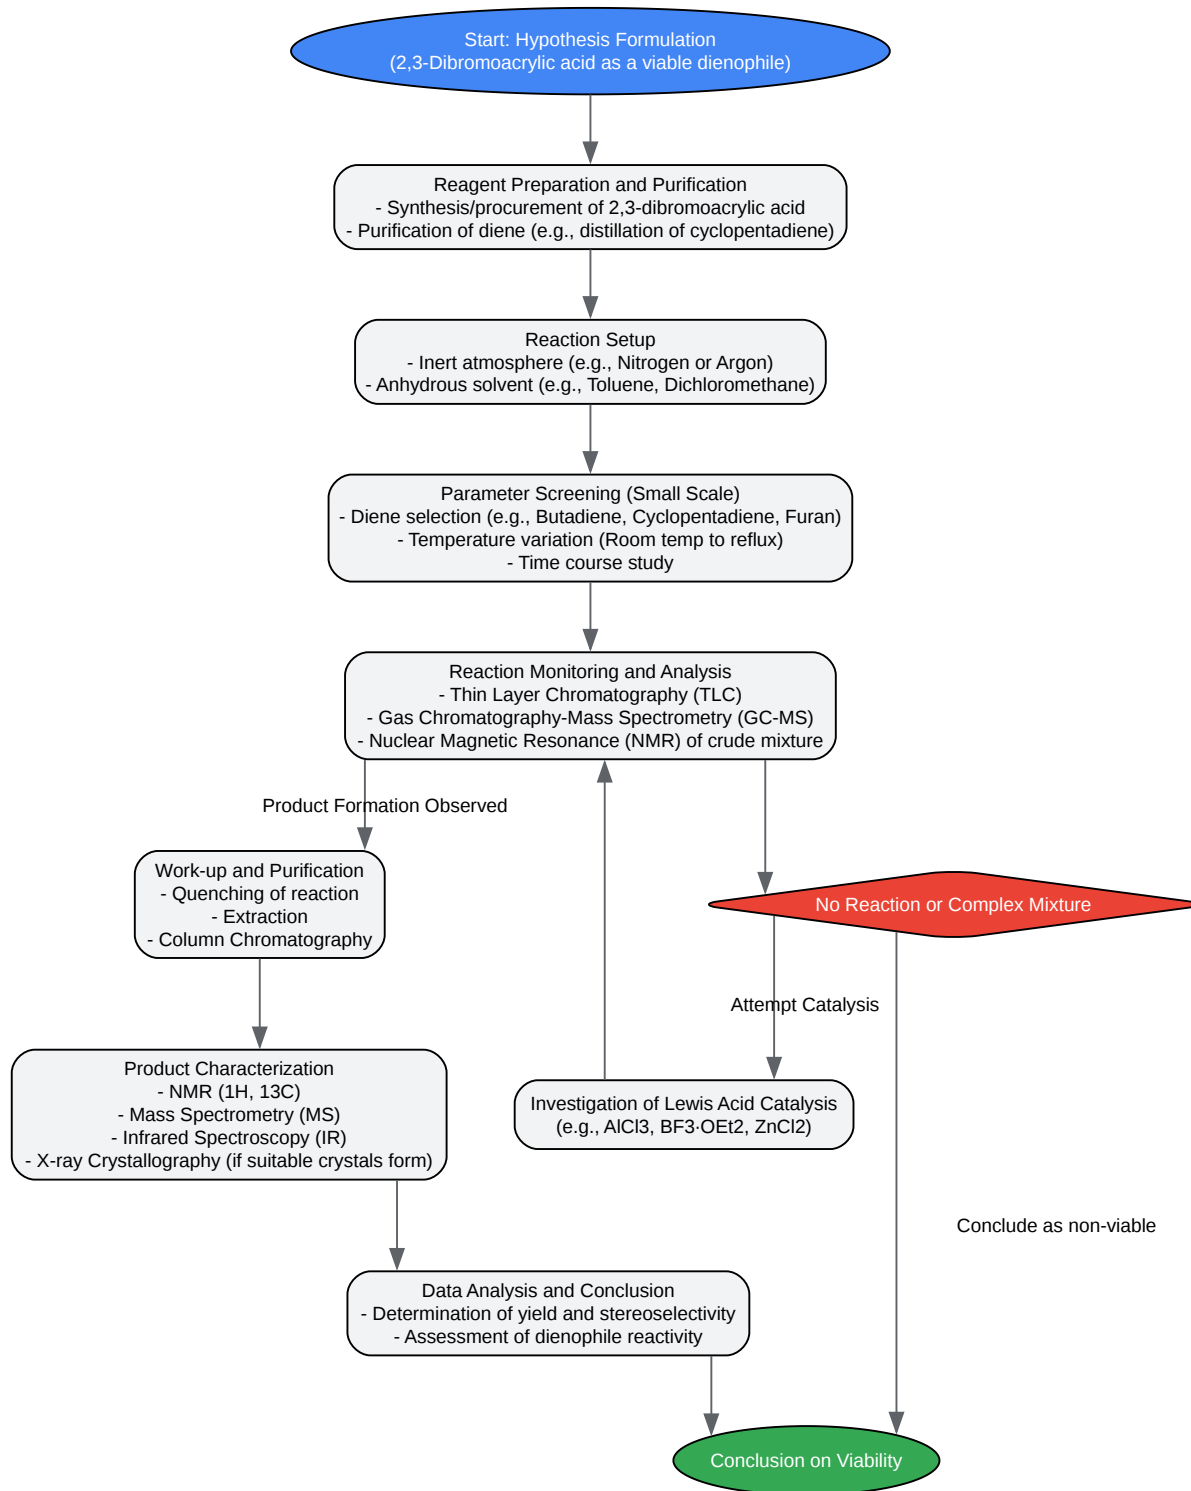 Start: Hypothesis Formulation
(2,3-Dibromoacrylic acid as a viable dienophile)
Reagent Preparation and Purification
- Synthesis/procurement of 2,3-dibromoacrylic acid
- Purification of diene (e.g., distillation of cyclopentadiene)
Reaction Setup
- Inert atmosphere (e.g., Nitrogen or Argon)
- Anhydrous solvent (e.g., Toluene, Dichloromethane)
Parameter Screening (Small Scale)
- Diene selection (e.g., Butadiene, Cyclopentadiene, Furan)
- Temperature variation (Room temp to reflux)
- Time course study
Reaction Monitoring and Analysis
- Thin Layer Chromatography (TLC)
- Gas Chromatography-Mass Spectrometry (GC-MS)
- Nuclear Magnetic Resonance (NMR) of crude mixture
Product Formation Observed
Work-up and Purification
- Quenching of reaction
- Extraction
- Column Chromatography
No Reaction or Complex Mixture
Attempt Catalysis
Product Characterization
- NMR (1H, 13C)
- Mass Spectrometry (MS)
- Infrared Spectroscopy (IR)
- X-ray Crystallography (if suitable crystals form)
Investigation of Lewis Acid Catalysis
(e.g., AlCl3, BF3·OEt2, ZnCl2)
Conclude as non-viable
Data Analysis and Conclusion
- Determination of yield and stereoselectivity
- Assessment of dienophile reactivity
Conclusion on Viability